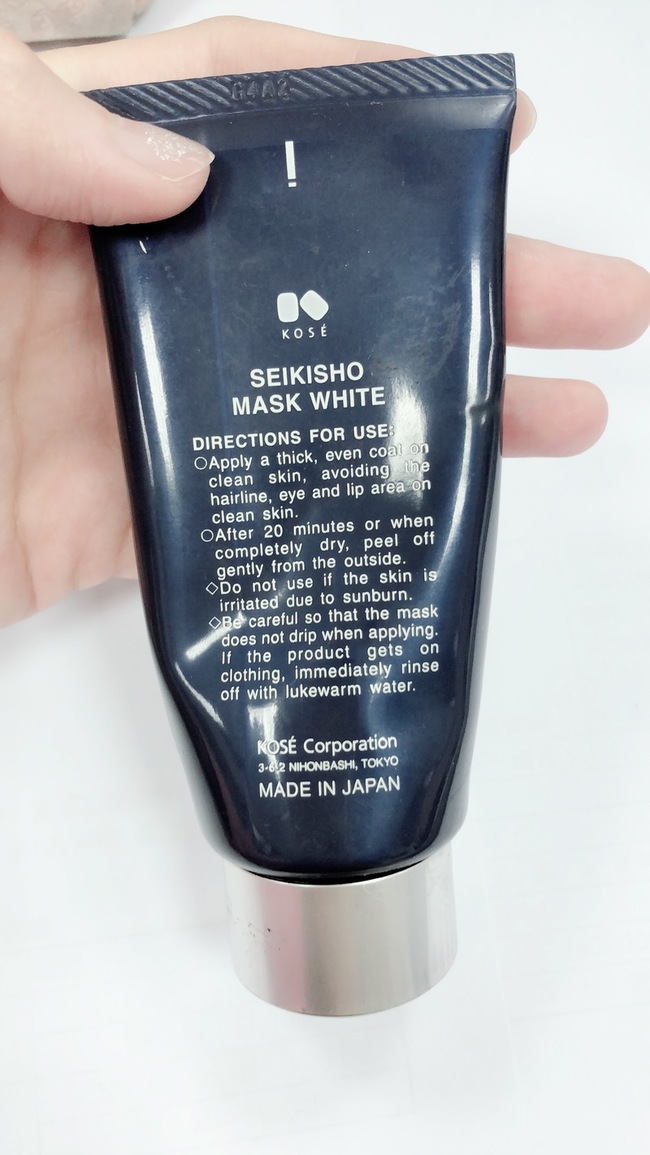 G4A2
!
KOSÉ
SEIKISHO
MASK WHITE
DIRECTIONS FOR USE:
○Apply a thick, even coat on
clean skin, avoiding the
hairline, eye and lip area on
clean skin.
○After 20 minutes or when
completely dry, peel off
gently from the outside.
◇Do not use if the skin is
irritated due to sunburn.
◇Be careful so that the mask
does not drip when applying.
If the product gets on
clothing, immediately rinse
off with lukewarm water.
KOSÉ Corporation
3-6-2 NIHONBASHI, TOKYO
MADE IN JAPAN